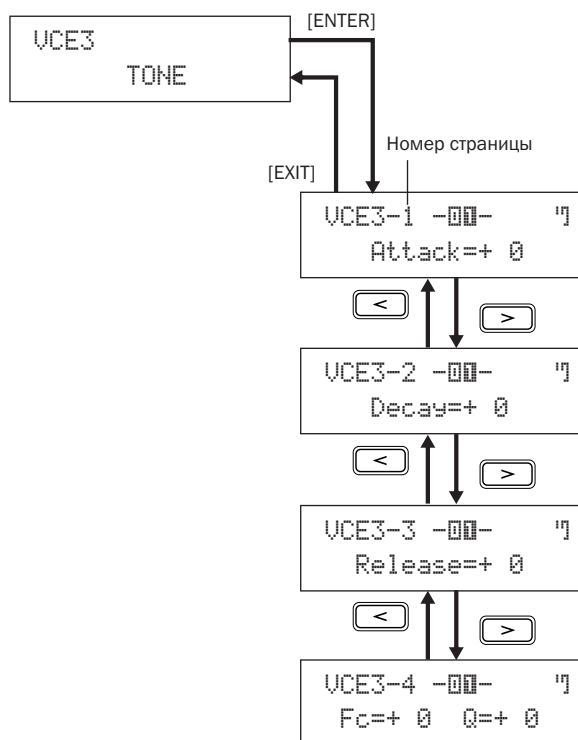 [ENTER]
VCE3
TONE
Номер страницы
[EXIT]
VCE3-1 -01-
Attack=+ 0
< >
VCE3-2 -01-
Decay=+ 0
< >
VCE3-3 -01-
Release=+ 0
< >
VCE3-4 -01-
Fc=+ 0 Q=+ 0